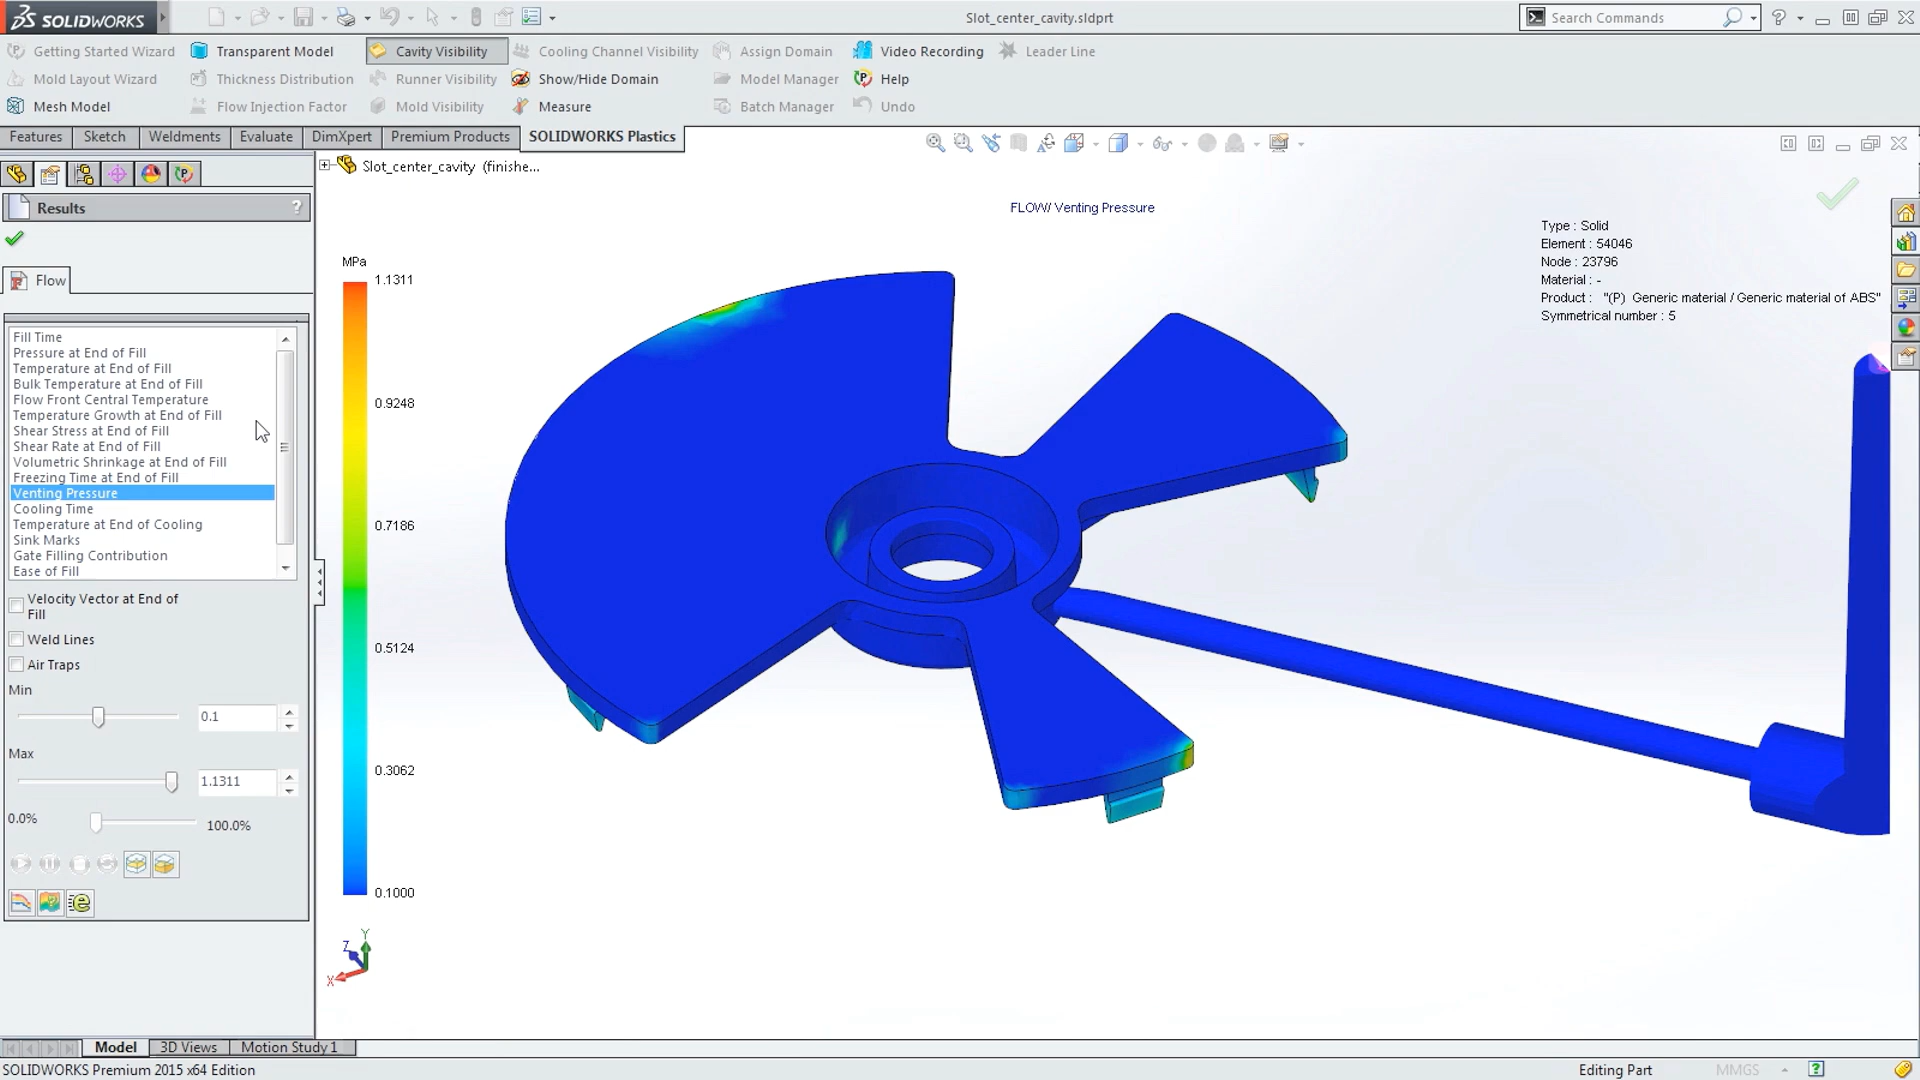 SOLIDWORKS
Slot_center_cavity.sldprt
Search Commands
Getting Started Wizard
Transparent Model
Cavity Visibility
Cooling Channel Visibility
Assign Domain
Video Recording
Leader Line
Mold Layout Wizard
Thickness Distribution
Runner Visibility
Show/Hide Domain
Model Manager
Help
Mesh Model
Flow Injection Factor
Mold Visibility
Measure
Batch Manager
Undo
Features
Sketch
Weldments
Evaluate
DimXpert
Premium Products
SOLIDWORKS Plastics
Slot_center_cavity (finishe...
Results
?
Flow
Fill Time
Pressure at End of Fill
Temperature at End of Fill
Bulk Temperature at End of Fill
Flow Front Central Temperature
Temperature Growth at End of Fill
Shear Stress at End of Fill
Shear Rate at End of Fill
Volumetric Shrinkage at End of Fill
Freezing Time at End of Fill
Venting Pressure
Cooling Time
Temperature at End of Cooling
Sink Marks
Gate Filling Contribution
Ease of Fill
Velocity Vector at End of
Fill
Weld Lines
Air Traps
Min
0.1
Max
1.1311
0.0%
100.0%
FLOW/ Venting Pressure
Type : Solid
Element : 54046
Node : 23796
Material : -
Product : "(P) Generic material / Generic material of ABS"
Symmetrical number : 5
MPa
1.1311
0.9248
0.7186
0.5124
0.3062
0.1000
Y
Z
X
Model
3D Views
Motion Study 1
SOLIDWORKS Premium 2015 x64 Edition
Editing Part
MMGS
?